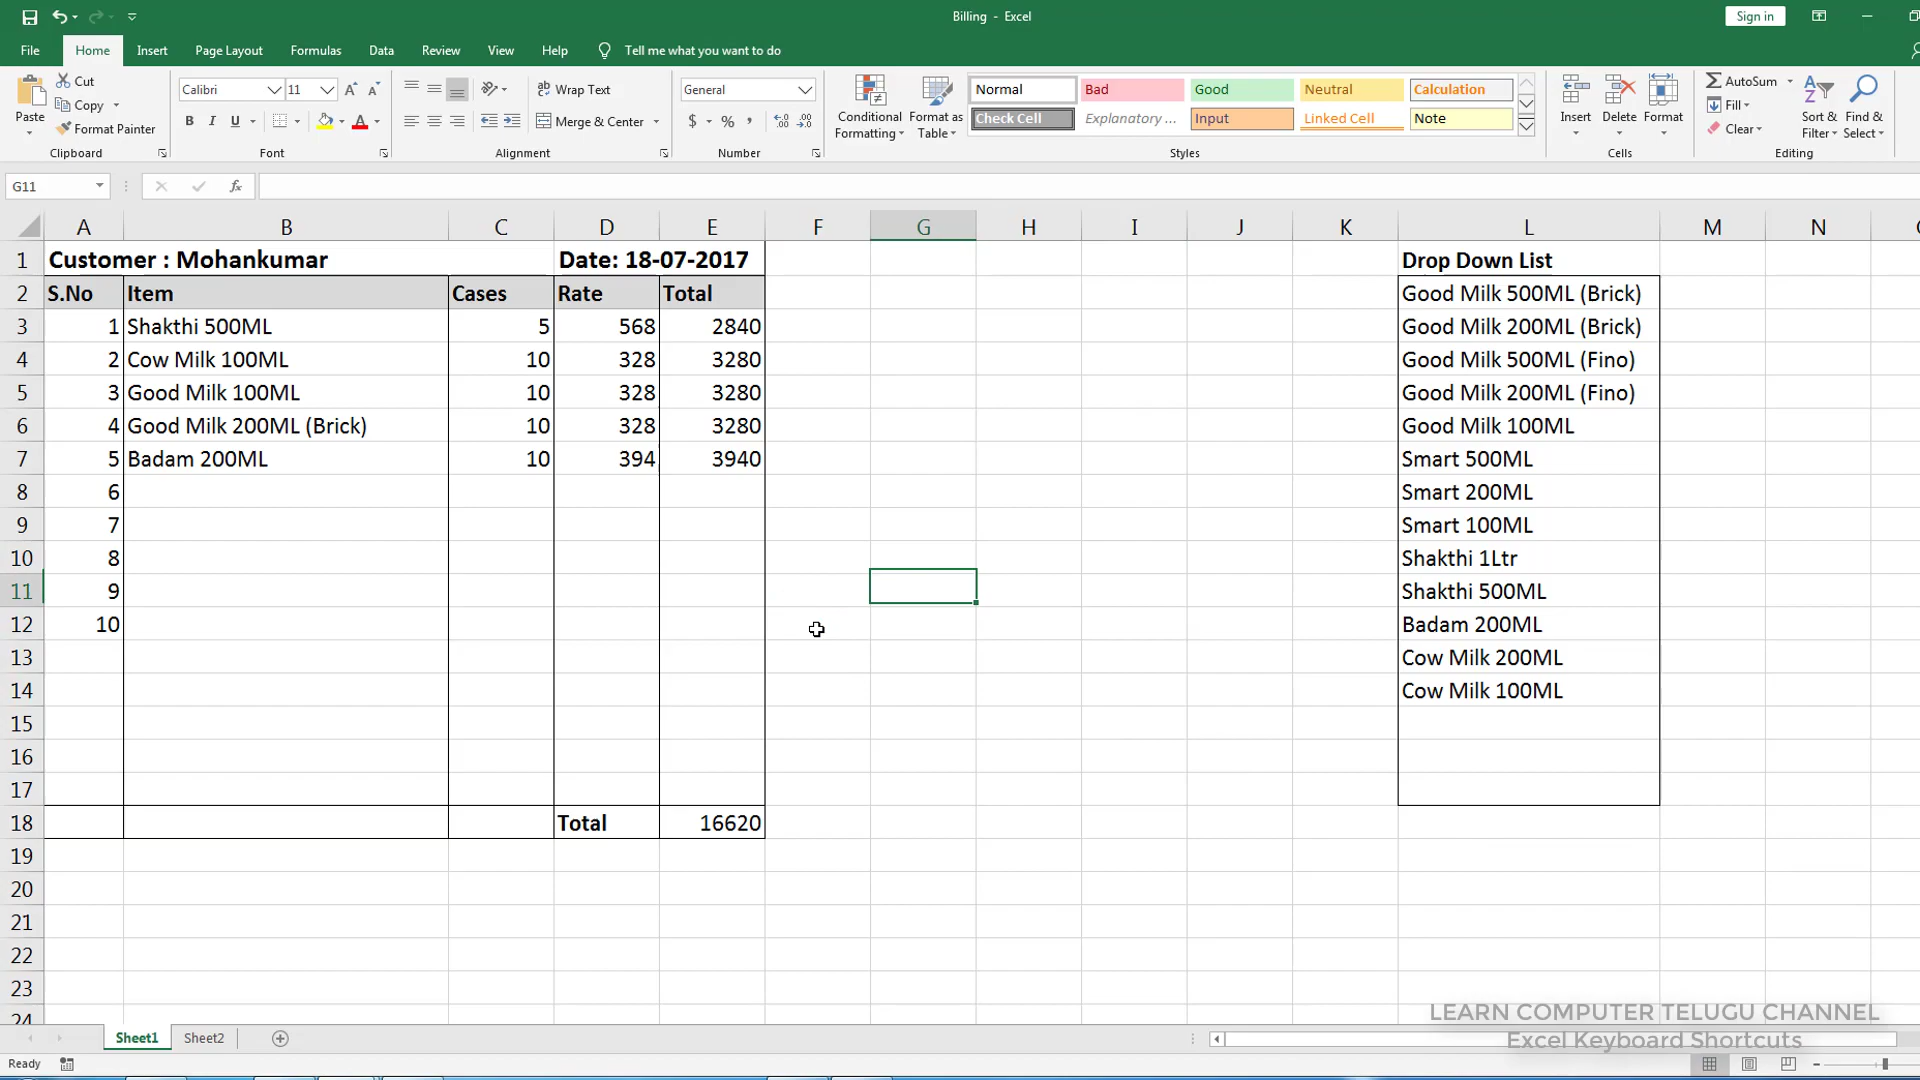 Billing - Excel
Sign in
File Home Insert Page Layout Formulas Data Review View Help Tell me what you want to do
Cut
Copy
Format Painter
Paste
Clipboard
Calibri 11
B I U
Font
Wrap Text
Merge & Center
Alignment
General
$ % ,
Number
Conditional Formatting
Format as Table
Normal Bad Good Neutral Calculation
Check Cell Explanatory ... Input Linked Cell Note
Styles
Insert Delete Format
Cells
AutoSum
Fill
Clear
Sort & Filter
Find & Select
Editing
G11
fx
A B C D E F G H I J K L M N
1 Customer : Mohankumar Date: 18-07-2017 Drop Down List
2 S.No Item Cases Rate Total Good Milk 500ML (Brick)
3 1 Shakthi 500ML 5 568 2840 Good Milk 200ML (Brick)
4 2 Cow Milk 100ML 10 328 3280 Good Milk 500ML (Fino)
5 3 Good Milk 100ML 10 328 3280 Good Milk 200ML (Fino)
6 4 Good Milk 200ML (Brick) 10 328 3280 Good Milk 100ML
7 5 Badam 200ML 10 394 3940 Smart 500ML
8 6 Smart 200ML
9 7 Smart 100ML
10 8 Shakthi 1Ltr
11 9 Shakthi 500ML
12 10 Badam 200ML
13 Cow Milk 200ML
14 Cow Milk 100ML
15
16
17
18 Total 16620
19
20
21
22
23
24
LEARN COMPUTER TELUGU CHANNEL
Sheet1 Sheet2
Excel Keyboard Shortcuts
Ready